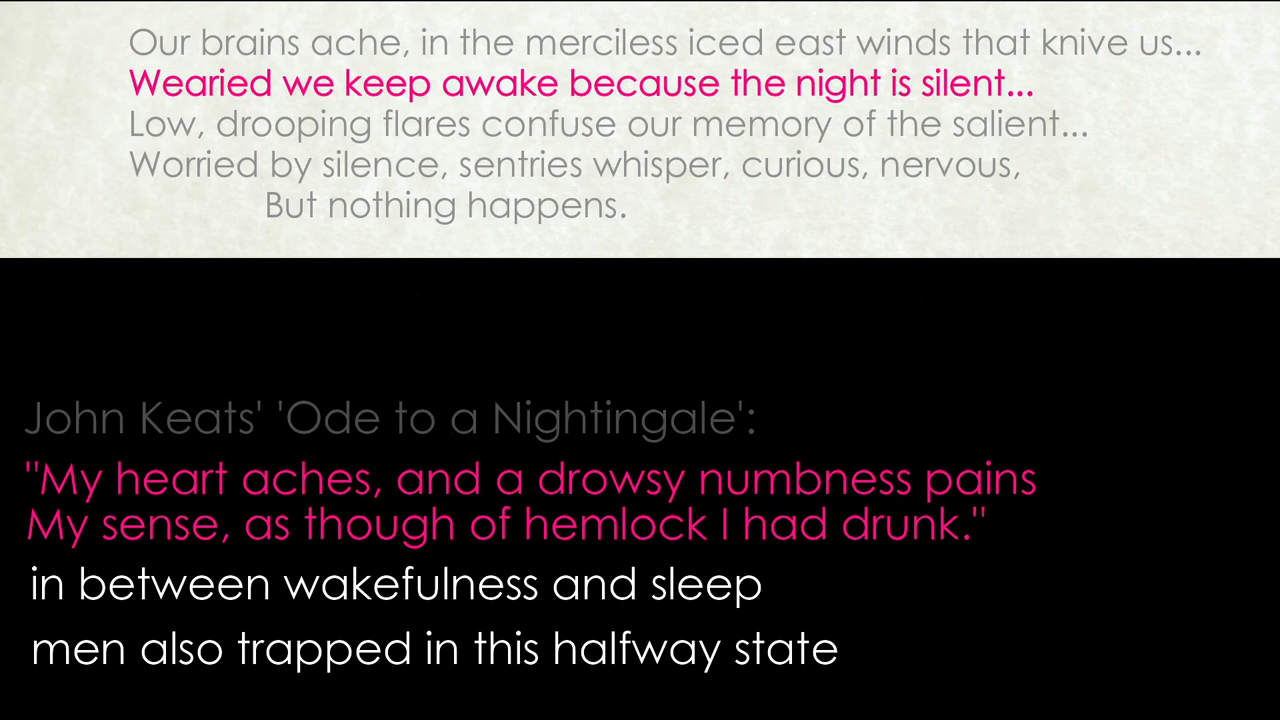 Our brains ache, in the merciless iced east winds that knive us...
Wearied we keep awake because the night is silent...
Low, drooping flares confuse our memory of the salient...
Worried by silence, sentries whisper, curious, nervous,
But nothing happens.
John Keats' 'Ode to a Nightingale':
"My heart aches, and a drowsy numbness pains
My sense, as though of hemlock I had drunk."
in between wakefulness and sleep
men also trapped in this halfway state